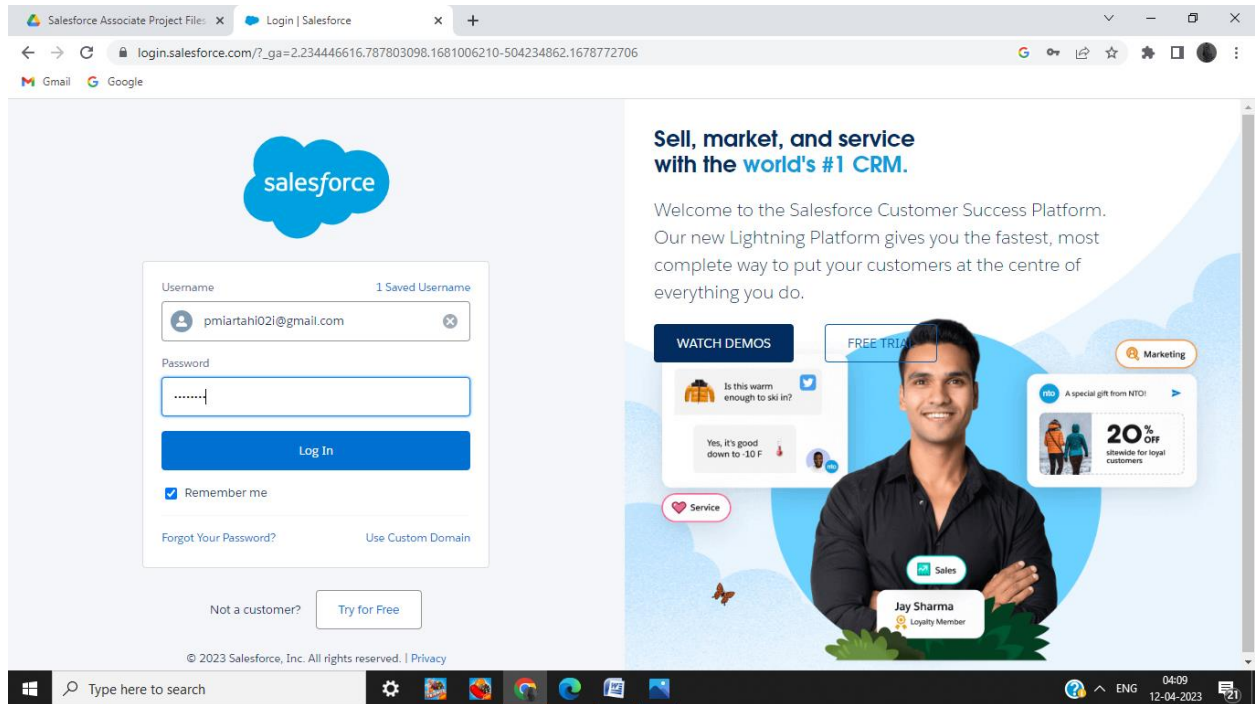 Salesforce Associate Project Files
Login | Salesforce
login.salesforce.com/?_ga=2.234446616.787803098.1681006210-504234862.1678772706
Gmail
Google
salesforce
Username
1 Saved Username
pmiartahi02i@gmail.com
Password
Log In
Remember me
Forgot Your Password?
Use Custom Domain
Not a customer?
Try for Free
© 2023 Salesforce, Inc. All rights reserved. | Privacy
Sell, market, and service
with the world's #1 CRM.
Welcome to the Salesforce Customer Success Platform.
Our new Lightning Platform gives you the fastest, most
complete way to put your customers at the centre of
everything you do.
WATCH DEMOS
FREE TRIAL
Marketing
Is this warm
enough to ski in?
Yes, it's good
down to -10 F
nto
Service
nto
A special gift from NTO!
20% OFF
sitewide for loyal
customers
Sales
Jay Sharma
Loyalty Member
Type here to search
ENG
04:09
12-04-2023
21